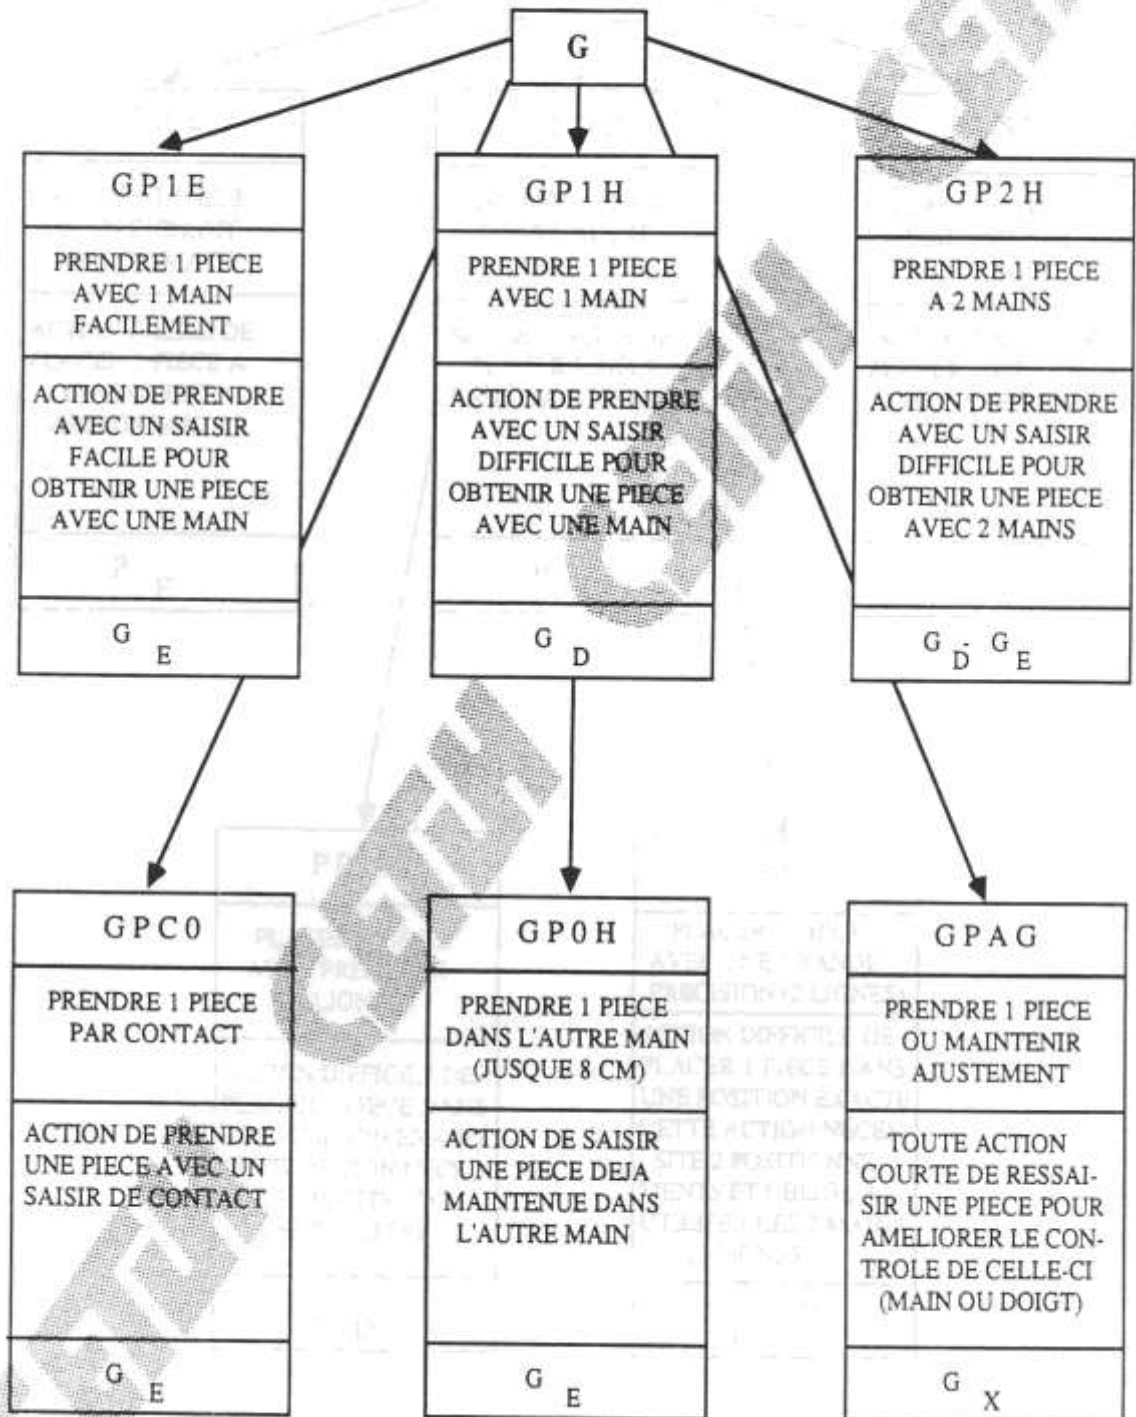 G
GP1E
PRENDRE 1 PIECE
AVEC 1 MAIN
FACILEMENT
ACTION DE PRENDRE
AVEC UN SAISIR
FACILE POUR
OBTENIR UNE PIECE
AVEC UNE MAIN
G E
GP1H
PRENDRE 1 PIECE
AVEC 1 MAIN
ACTION DE PRENDRE
AVEC UN SAISIR
DIFFICILE POUR
OBTENIR UNE PIECE
AVEC UNE MAIN
G D
GP2H
PRENDRE 1 PIECE
A 2 MAINS
ACTION DE PRENDRE
AVEC UN SAISIR
DIFFICILE POUR
OBTENIR UNE PIECE
AVEC 2 MAINS
G D - G E
GPC0
PRENDRE 1 PIECE
PAR CONTACT
ACTION DE PRENDRE
UNE PIECE AVEC UN
SAISIR DE CONTACT
G E
GP0H
PRENDRE 1 PIECE
DANS L'AUTRE MAIN
(JUSQUE 8 CM)
ACTION DE SAISIR
UNE PIECE DEJA
MAINTENUE DANS
L'AUTRE MAIN
G E
GPAG
PRENDRE 1 PIECE
OU MAINTENIR
AJUSTEMENT
TOUTE ACTION
COURTE DE RESSAI-
SIR UNE PIECE POUR
AMELIORER LE CON-
TROLE DE CELLE-CI
(MAIN OU DOIGT)
G X
CETH
CETH